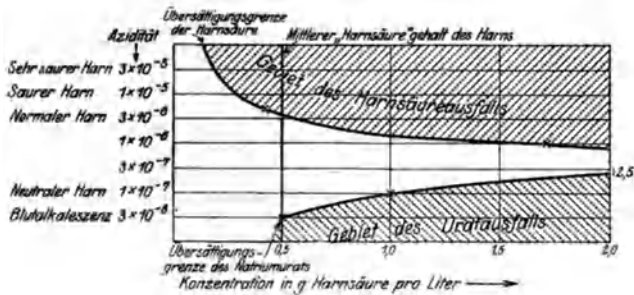 Übersättigungsgrenze
der Harnsäure
Mittlerer „Harnsäure"gehalt des Harns
Azidität
Sehr saurer Harn 3×10⁻⁵
Saurer Harn 1×10⁻⁵
Normaler Harn 3×10⁻⁶
1×10⁻⁶
3×10⁻⁷
Neutraler Harn 1×10⁻⁷
Blutalkaleszenz 3×10⁻⁸
Gebiet des Harnsäureausfalls
2,5
Gebiet des Uratausfalls
0,5 1,0 1,5 2,0
Übersättigungs-
grenze des Natriumurats
Konzentration in g Harnsäure pro Liter